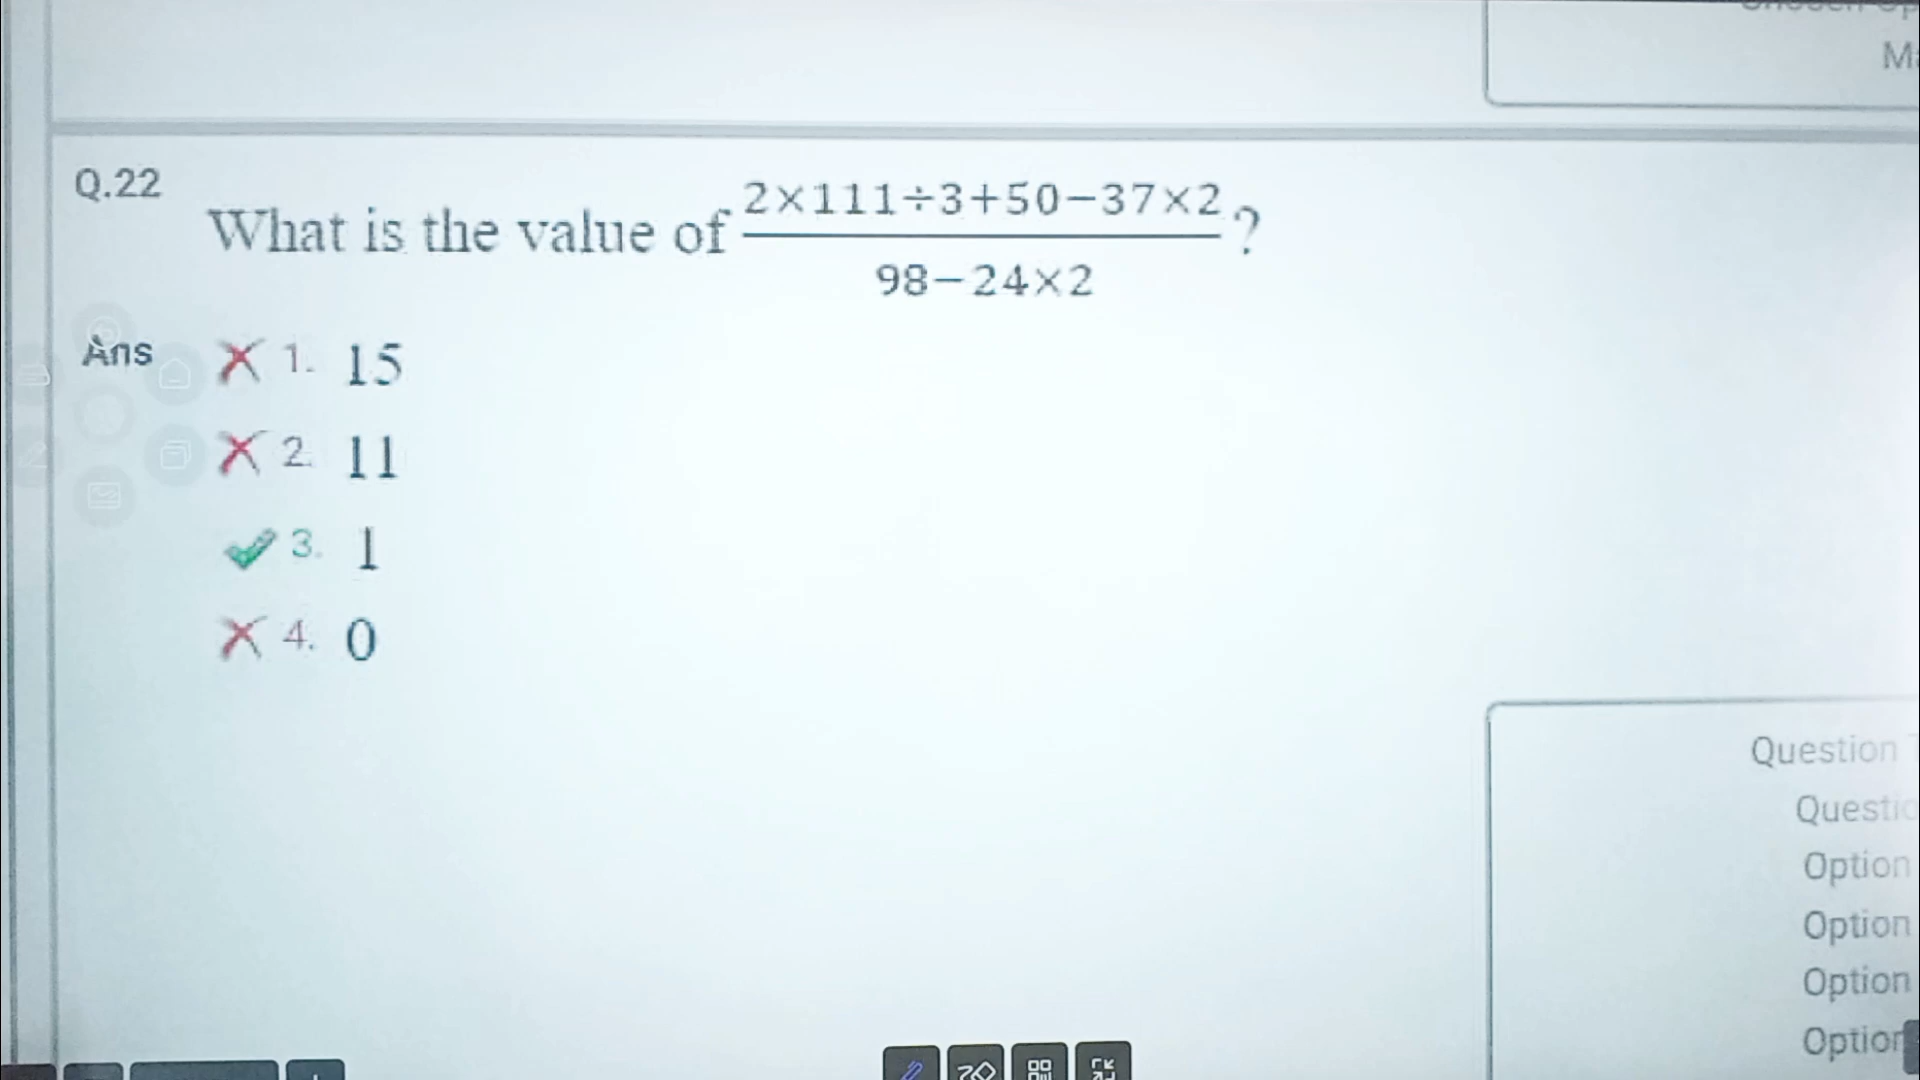 Q.22
What is the value of 2×111÷3+50−37×2 / 98−24×2 ?
Ans
1. 15
2. 11
3. 1
4. 0
Question
Option
Option
Option